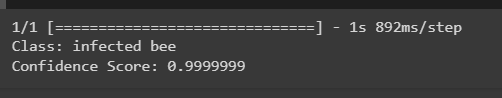 1/1 [==============================] - 1s 892ms/step
Class: infected bee
Confidence Score: 0.9999999